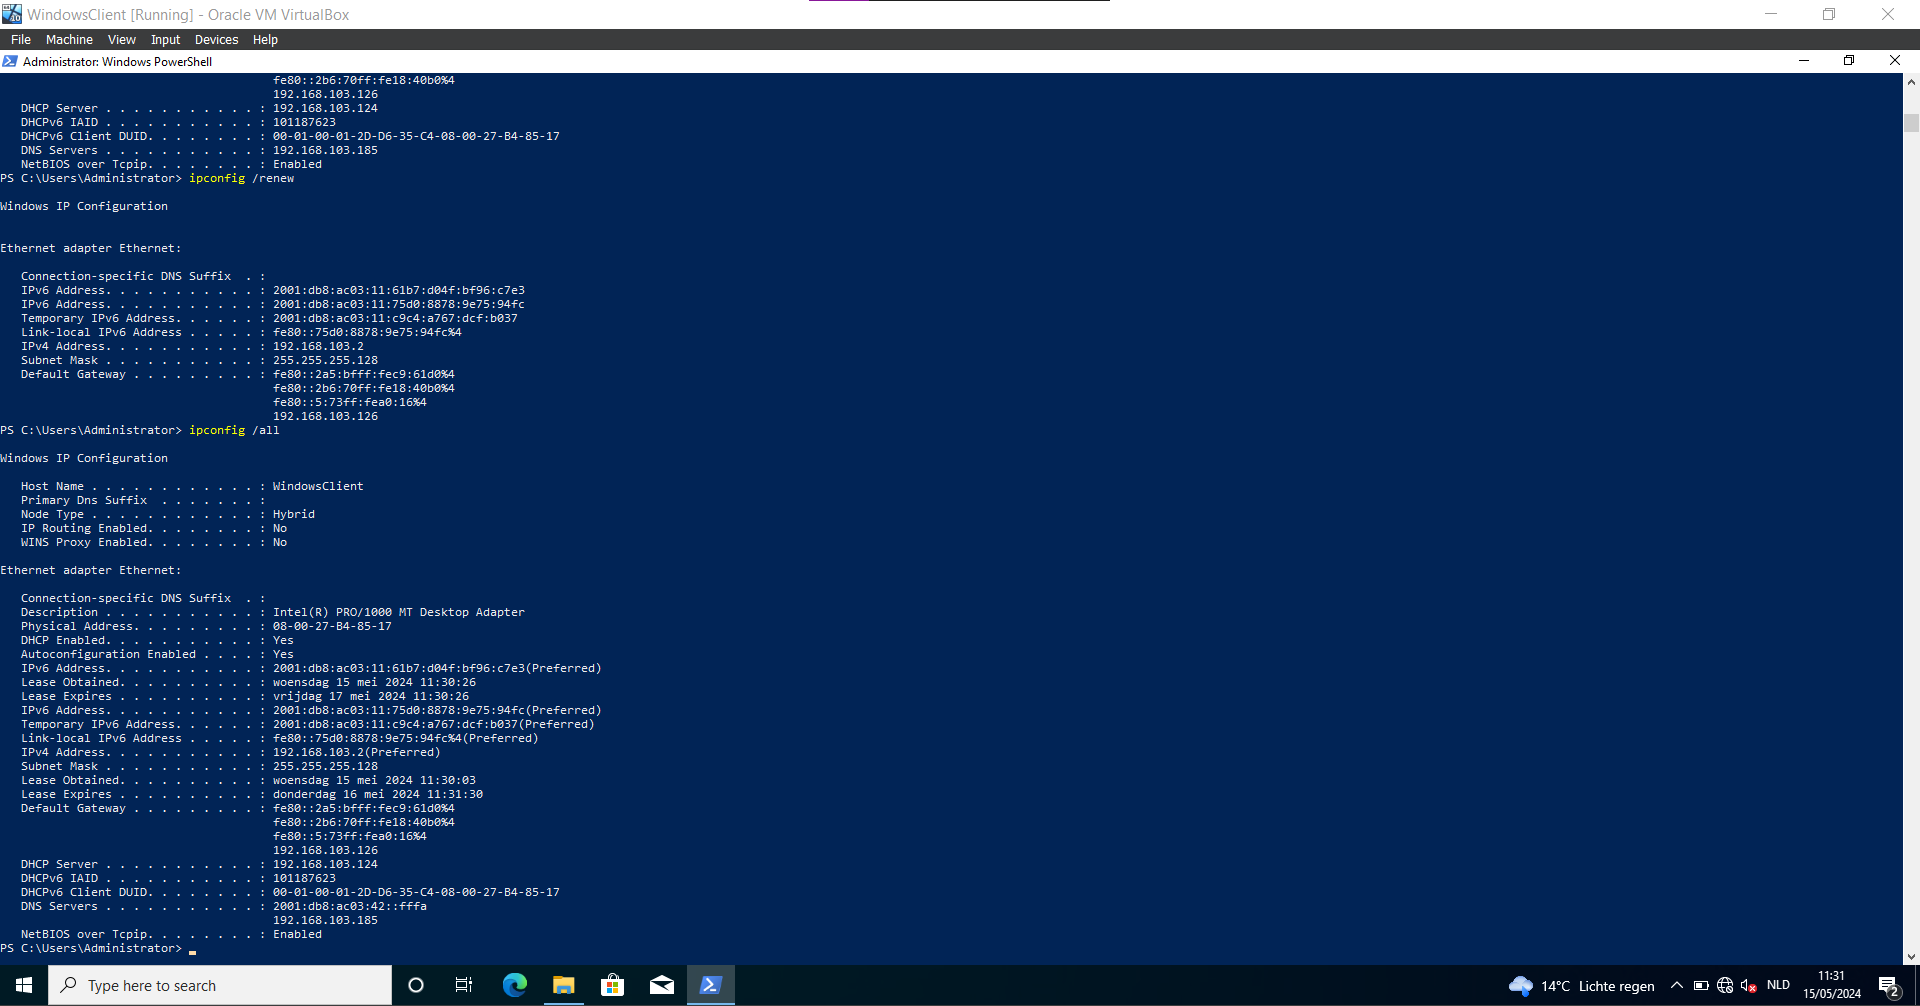 WindowsClient [Running] - Oracle VM VirtualBox
File Machine View Input Devices Help
Administrator: Windows PowerShell
fe80::2b6:70ff:fe18:40b0%4
192.168.103.126
DHCP Server . . . . . . . . . . . : 192.168.103.124
DHCPv6 IAID . . . . . . . . . . . : 101187623
DHCPv6 Client DUID. . . . . . . . : 00-01-00-01-2D-D6-35-C4-08-00-27-B4-85-17
DNS Servers . . . . . . . . . . . : 192.168.103.185
NetBIOS over Tcpip. . . . . . . . : Enabled
PS C:\Users\Administrator> ipconfig /renew
Windows IP Configuration
Ethernet adapter Ethernet:
Connection-specific DNS Suffix  . :
IPv6 Address. . . . . . . . . . . : 2001:db8:ac03:11:61b7:d04f:bf96:c7e3
IPv6 Address. . . . . . . . . . . : 2001:db8:ac03:11:75d0:8878:9e75:94fc
Temporary IPv6 Address. . . . . . : 2001:db8:ac03:11:c9c4:a767:dcf:b037
Link-local IPv6 Address . . . . . : fe80::75d0:8878:9e75:94fc%4
IPv4 Address. . . . . . . . . . . : 192.168.103.2
Subnet Mask . . . . . . . . . . . : 255.255.255.128
Default Gateway . . . . . . . . . : fe80::2a5:bfff:fec9:61d0%4
fe80::2b6:70ff:fe18:40b0%4
fe80::5:73ff:fea0:16%4
192.168.103.126
PS C:\Users\Administrator> ipconfig /all
Windows IP Configuration
Host Name . . . . . . . . . . . . : WindowsClient
Primary Dns Suffix  . . . . . . . :
Node Type . . . . . . . . . . . . : Hybrid
IP Routing Enabled. . . . . . . . : No
WINS Proxy Enabled. . . . . . . . : No
Ethernet adapter Ethernet:
Connection-specific DNS Suffix  . :
Description . . . . . . . . . . . : Intel(R) PRO/1000 MT Desktop Adapter
Physical Address. . . . . . . . . : 08-00-27-B4-85-17
DHCP Enabled. . . . . . . . . . . : Yes
Autoconfiguration Enabled . . . . : Yes
IPv6 Address. . . . . . . . . . . : 2001:db8:ac03:11:61b7:d04f:bf96:c7e3(Preferred)
Lease Obtained. . . . . . . . . . : woensdag 15 mei 2024 11:30:26
Lease Expires . . . . . . . . . . : vrijdag 17 mei 2024 11:30:26
IPv6 Address. . . . . . . . . . . : 2001:db8:ac03:11:75d0:8878:9e75:94fc(Preferred)
Temporary IPv6 Address. . . . . . : 2001:db8:ac03:11:c9c4:a767:dcf:b037(Preferred)
Link-local IPv6 Address . . . . . : fe80::75d0:8878:9e75:94fc%4(Preferred)
IPv4 Address. . . . . . . . . . . : 192.168.103.2(Preferred)
Subnet Mask . . . . . . . . . . . : 255.255.255.128
Lease Obtained. . . . . . . . . . : woensdag 15 mei 2024 11:30:03
Lease Expires . . . . . . . . . . : donderdag 16 mei 2024 11:31:30
Default Gateway . . . . . . . . . : fe80::2a5:bfff:fec9:61d0%4
fe80::2b6:70ff:fe18:40b0%4
fe80::5:73ff:fea0:16%4
192.168.103.126
DHCP Server . . . . . . . . . . . : 192.168.103.124
DHCPv6 IAID . . . . . . . . . . . : 101187623
DHCPv6 Client DUID. . . . . . . . : 00-01-00-01-2D-D6-35-C4-08-00-27-B4-85-17
DNS Servers . . . . . . . . . . . : 2001:db8:ac03:42::fffa
192.168.103.185
NetBIOS over Tcpip. . . . . . . . : Enabled
PS C:\Users\Administrator> _
Type here to search
14°C Lichte regen
NLD
11:31
15/05/2024
2